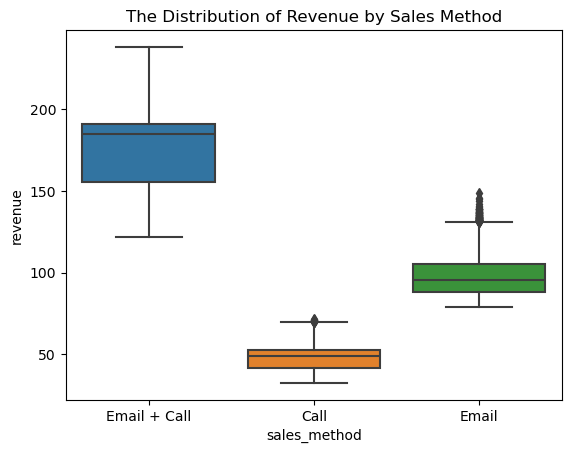 The Distribution of Revenue by Sales Method
200
150
100
50
revenue
Email + Call
Call
Email
sales_method